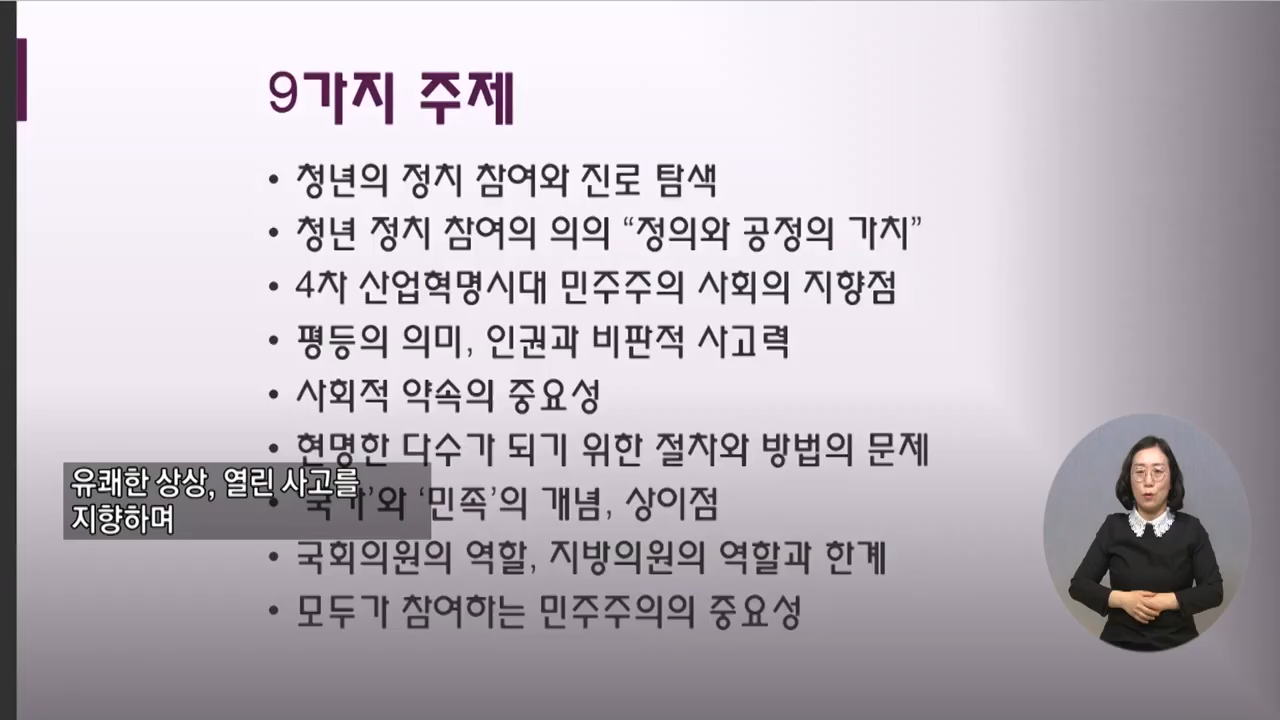 9가지 주제
• 청년의 정치 참여와 진로 탐색
• 청년 정치 참여의 의의 “정의와 공정의 가치”
• 4차 산업혁명시대 민주주의 사회의 지향점
• 평등의 의미, 인권과 비판적 사고력
• 사회적 약속의 중요성
• 현명한 다수가 되기 위한 절차와 방법의 문제
• ‘국가’와 ‘민족’의 개념, 상이점
• 국회의원의 역할, 지방의원의 역할과 한계
• 모두가 참여하는 민주주의의 중요성
유쾌한 상상, 열린 사고를
지향하며